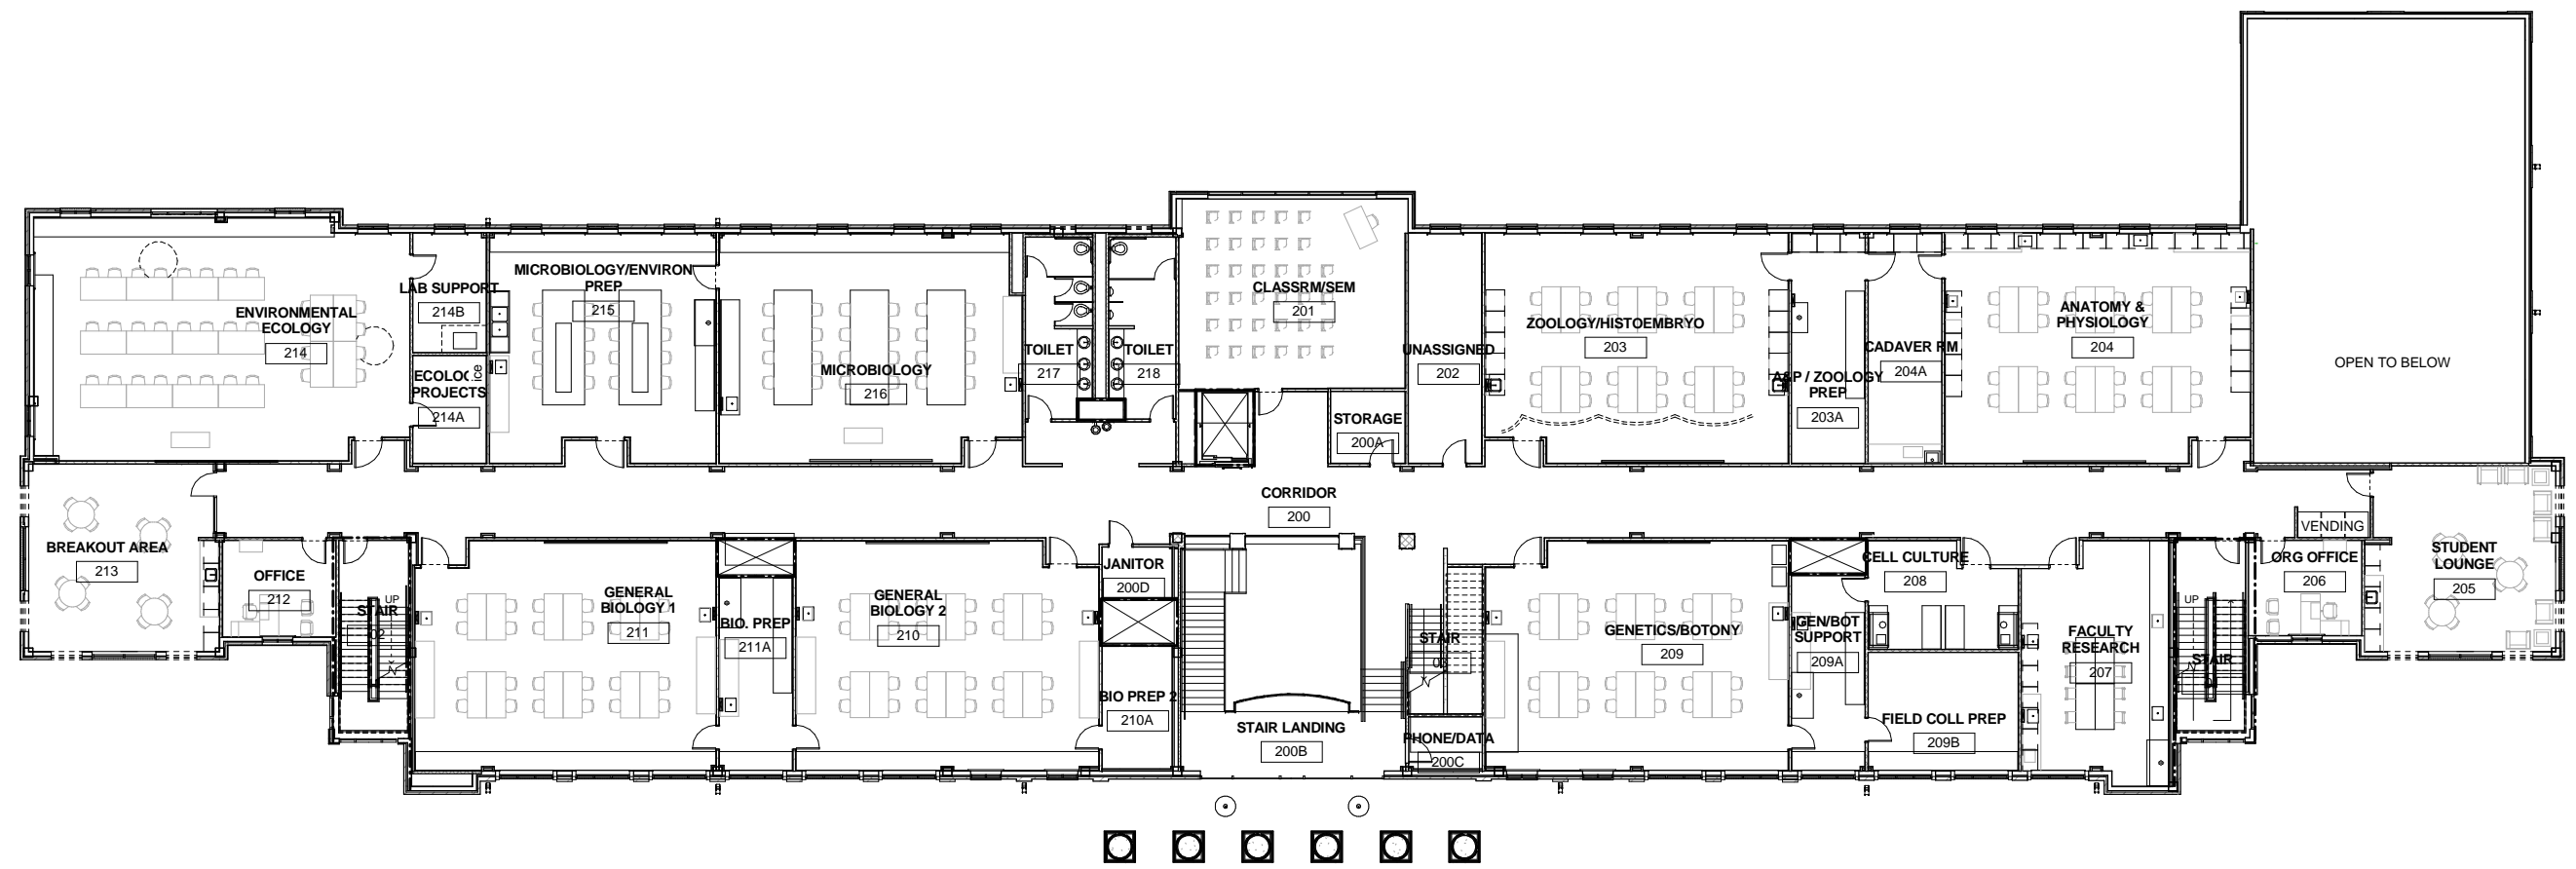 MICROBIOLOGY/ENVIRON
PREP
215
LAB SUPPORT
214B
ENVIRONMENTAL
ECOLOGY
214
PROJECTS
214A
MICROBIOLOGY
216
TOILET
217
TOILET
218
CLASSRM/SEM
201
STORAGE
200A
UNASSIGNED
202
ZOOLOGY/HISTOEMBRYO
203
A&P / ZOOLOGY
PREP
203A
CADAVER RM
204A
ANATOMY &
PHYSIOLOGY
204
OPEN TO BELOW
CORRIDOR
200
BREAKOUT AREA
213
OFFICE
212
UP
STAIR
02
GENERAL
BIOLOGY 1
211
BIO. PREP
211A
GENERAL
BIOLOGY 2
210
JANITOR
200D
BIO PREP 2
210A
STAIR LANDING
200B
STAIR
PHONE/DATA
200C
GENETICS/BOTONY
209
GEN/BOT
SUPPORT
209A
CELL CULTURE
208
FIELD COLL PREP
209B
FACULTY
RESEARCH
207
UP
STAIR
VENDING
ORG OFFICE
206
STUDENT
LOUNGE
205